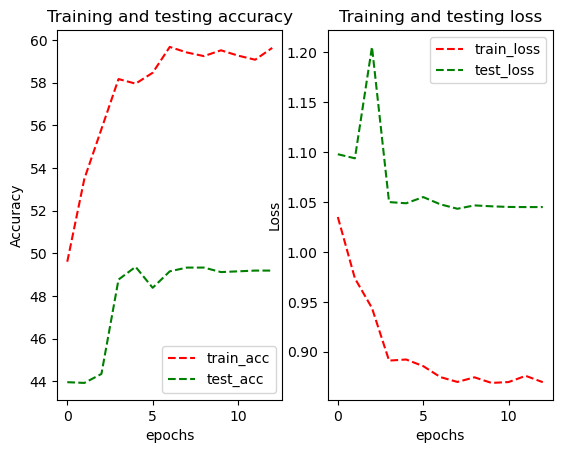 Training and testing accuracy
60
58
56
54
52
50
48
46
44
Accuracy
train_acc
test_acc
0
5
10
epochs
Training and testing loss
1.20
1.15
1.10
1.05
1.00
0.95
0.90
Loss
train_loss
test_loss
0
5
10
epochs